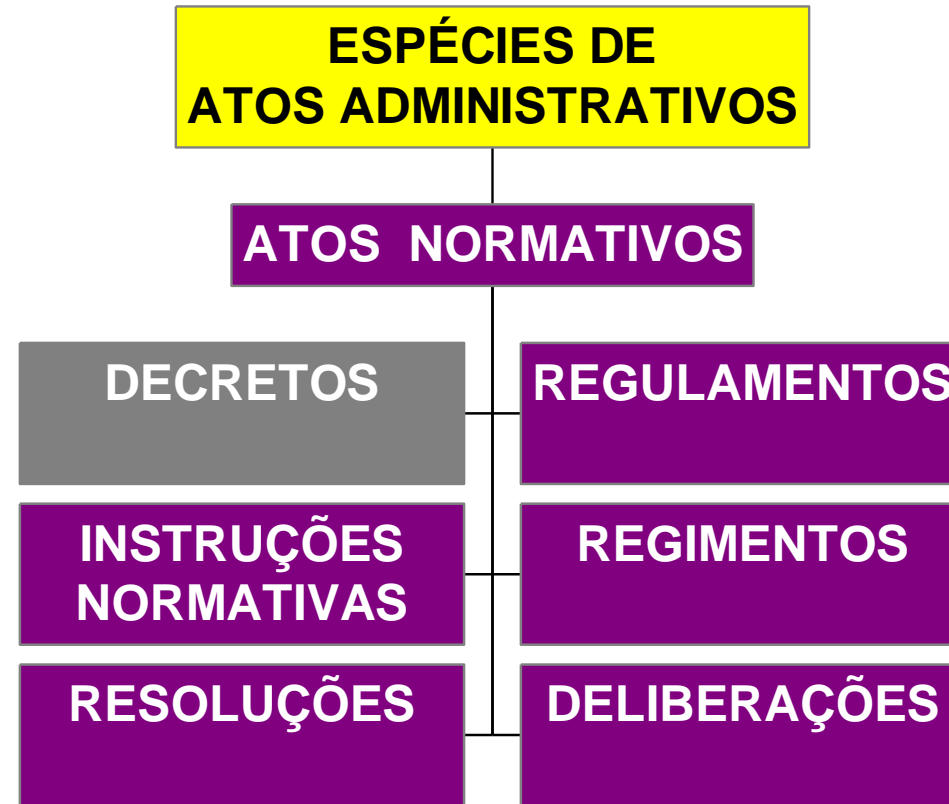 ESPÉCIES DE
ATOS ADMINISTRATIVOS
ATOS NORMATIVOS
DECRETOS
REGULAMENTOS
INSTRUÇÕES
NORMATIVAS
REGIMENTOS
RESOLUÇÕES
DELIBERAÇÕES